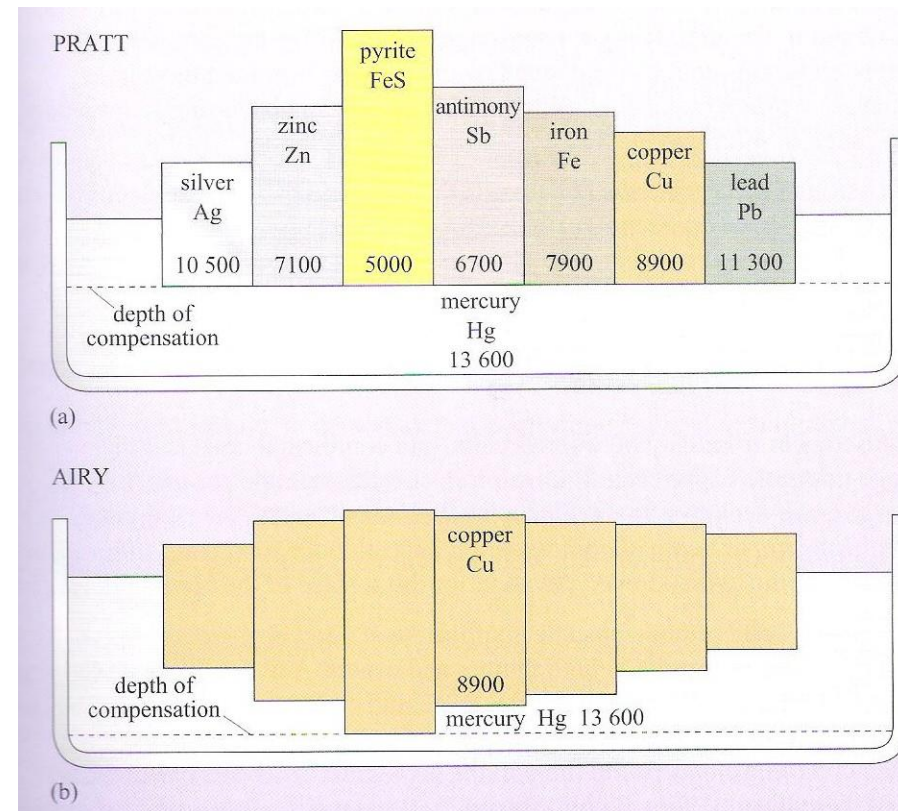 PRATT
silver
Ag
10 500
zinc
Zn
7100
pyrite
FeS
5000
antimony
Sb
6700
iron
Fe
7900
copper
Cu
8900
lead
Pb
11 300
depth of
compensation
mercury
Hg
13 600
(a)
AIRY
copper
Cu
8900
depth of
compensation
mercury Hg 13 600
(b)